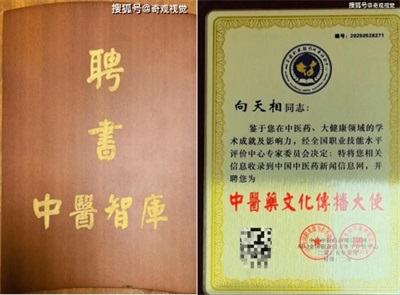 搜狐号@奇观视觉
聘
書
中醫智庫
搜狐号@奇观视觉
编号：20250528271
向天相同志：
鉴于您在中医药、大健康领域的学
术成就及影响力，经全国职业技能水平
评价中心专家委员会决定：特将您相关
信息收录到中国中医药新闻信息网，并
聘您为
中醫藥文化傳播大使